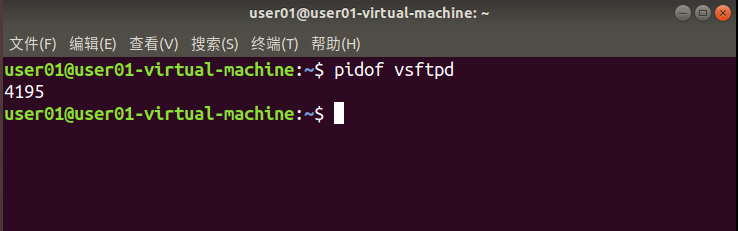 user01@user01-virtual-machine: ~
文件(F) 编辑(E) 查看(V) 搜索(S) 终端(T) 帮助(H)
user01@user01-virtual-machine:~$ pidof vsftpd
4195
user01@user01-virtual-machine:~$